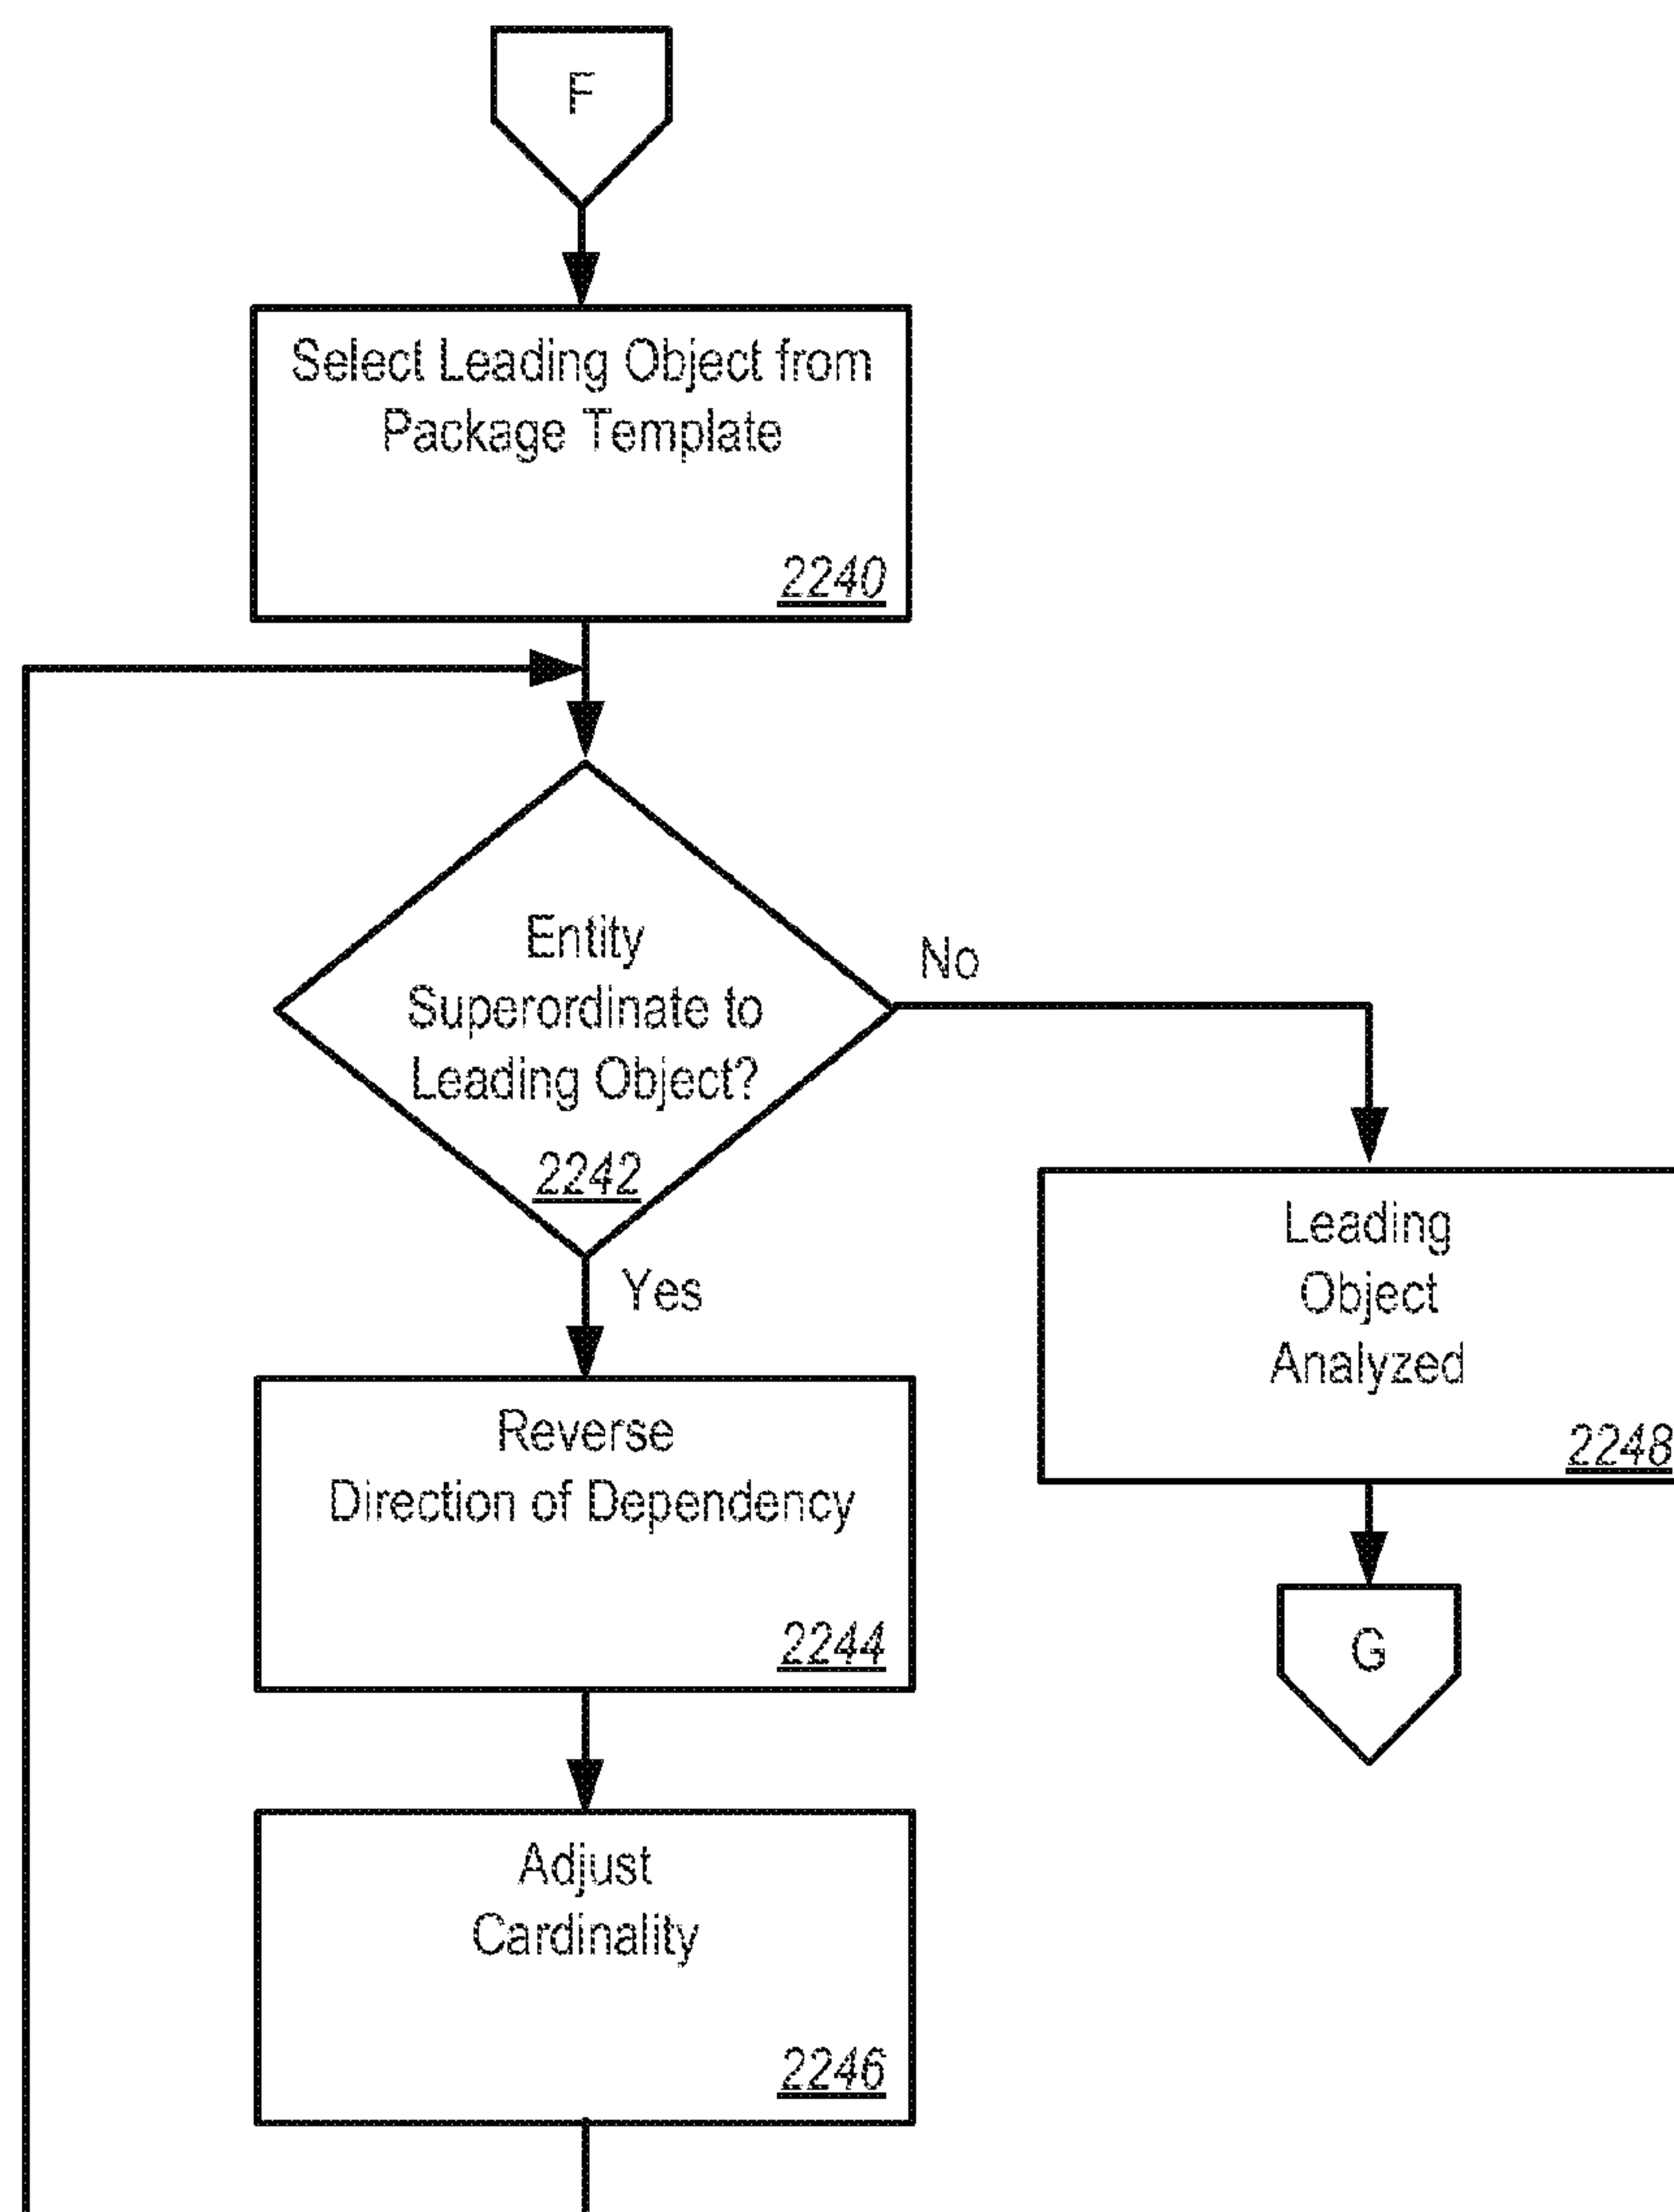 F
Select Leading Object from
Package Template
2240
Entity
Superordinate to
Leading Object?
2242
No
Yes
Leading
Object
Analyzed
2248
Reverse
Direction of Dependency
2244
G
Adjust
Cardinality
2246